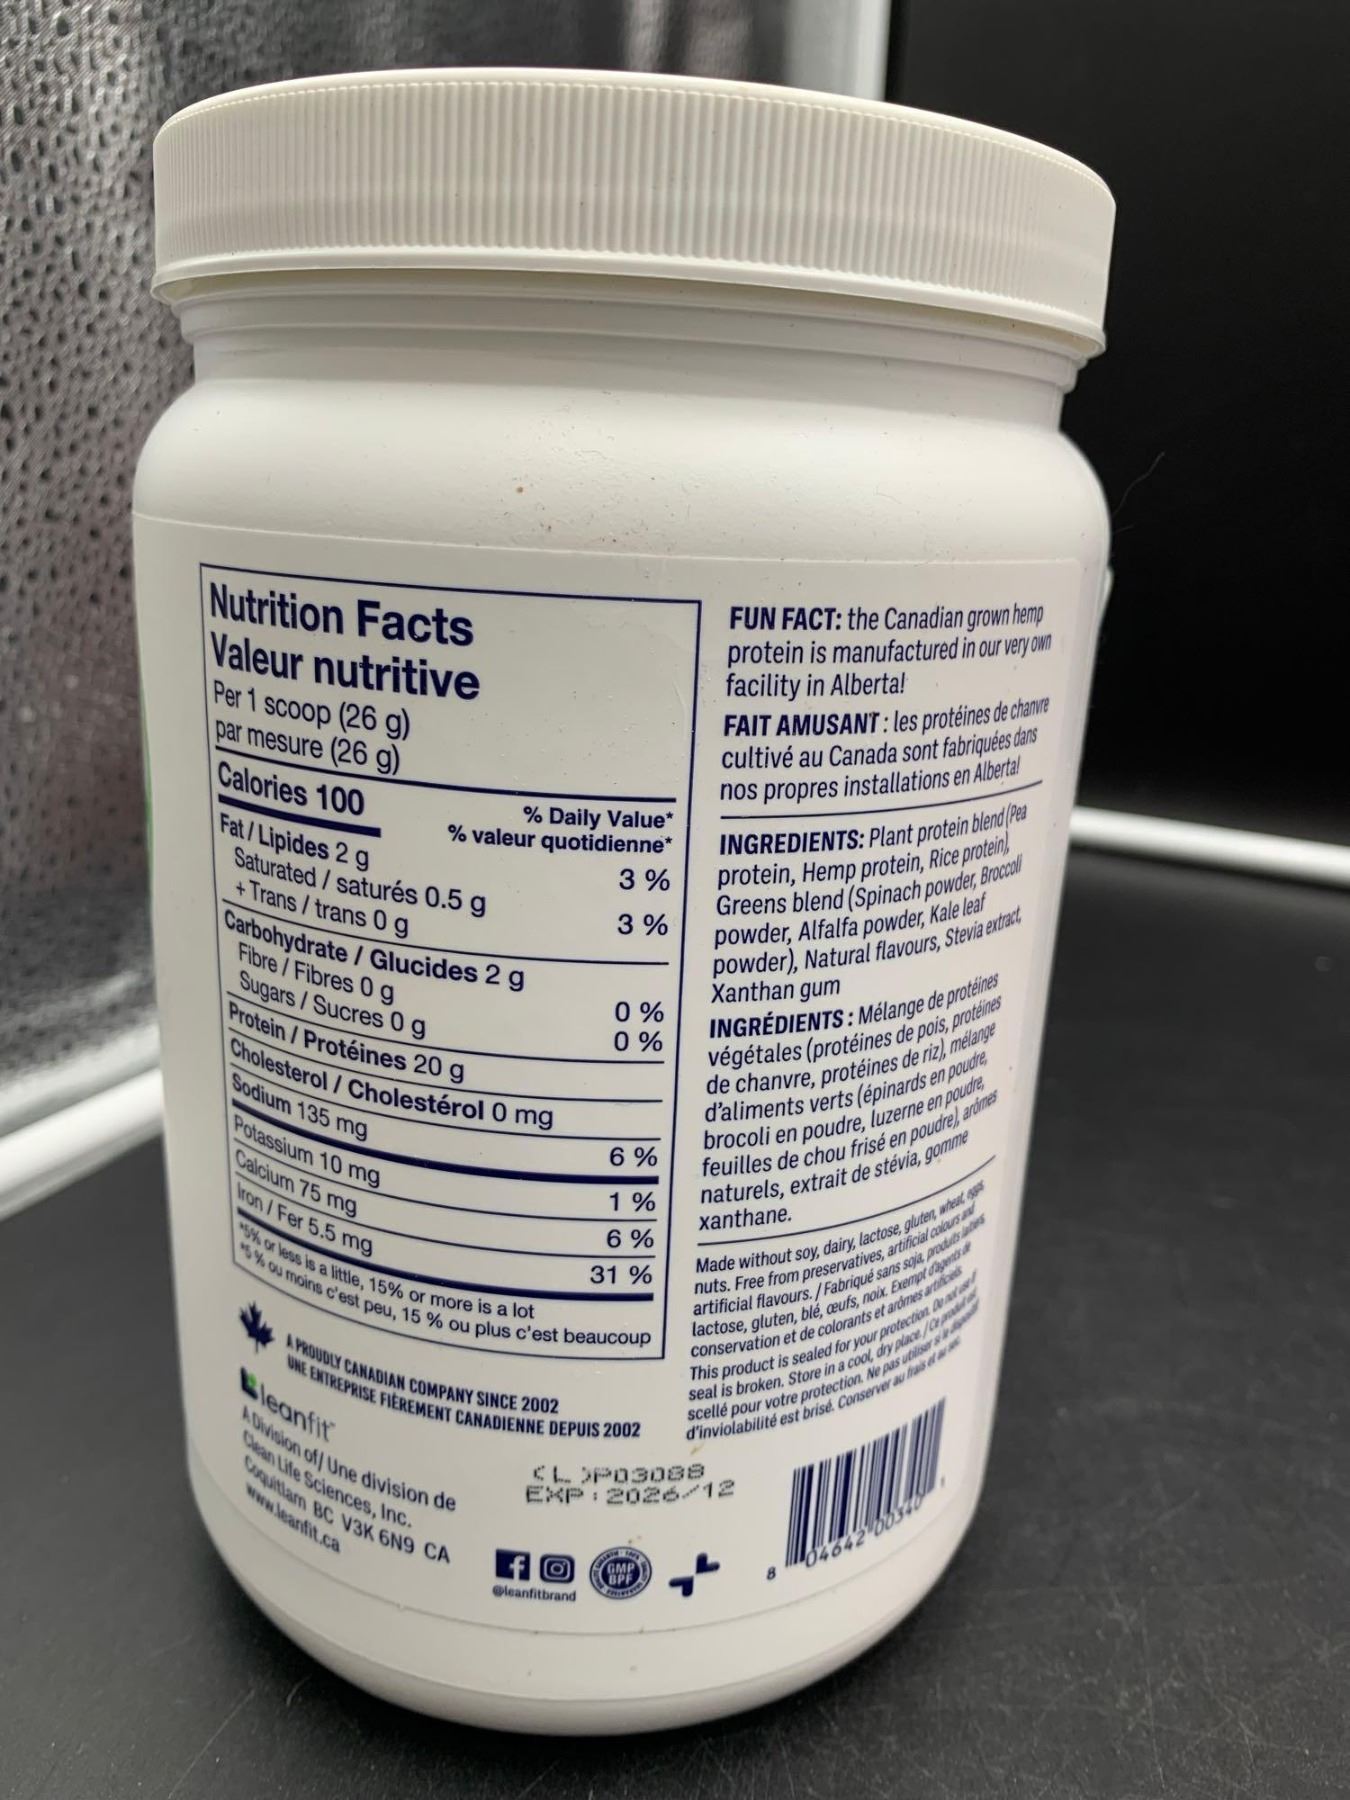 Nutrition Facts
Valeur nutritive
Per 1 scoop (26 g)
par mesure (26 g)
Calories 100
% Daily Value*
% valeur quotidienne*
Fat / Lipides 2 g 3 %
Saturated / saturés 0.5 g
+ Trans / trans 0 g 3 %
Carbohydrate / Glucides 2 g
Fibre / Fibres 0 g 0 %
Sugars / Sucres 0 g 0 %
Protein / Protéines 20 g
Cholesterol / Cholestérol 0 mg
Sodium 135 mg 6 %
Potassium 10 mg 1 %
Calcium 75 mg 6 %
Iron / Fer 5.5 mg 31 %
*5% or less is a little, 15% or more is a lot
*5 % ou moins c'est peu, 15 % ou plus c'est beaucoup
A PROUDLY CANADIAN COMPANY SINCE 2002
UNE ENTREPRISE FIÈREMENT CANADIENNE DEPUIS 2002
leanfit™
A Division of/ Une division de
Clean Life Sciences, Inc.
Coquitlam BC V3K 6N9 CA
www.leanfit.ca
(L)P03088
EXP:2026/12
@leanfitbrand
GMP
BPF
FUN FACT: the Canadian grown hemp
protein is manufactured in our very own
facility in Alberta!
FAIT AMUSANT : les protéines de chanvre
cultivé au Canada sont fabriquées dans
nos propres installations en Alberta!
INGREDIENTS: Plant protein blend (Pea
protein, Hemp protein, Rice protein),
Greens blend (Spinach powder, Broccoli
powder, Alfalfa powder, Kale leaf
powder), Natural flavours, Stevia extract,
Xanthan gum
INGRÉDIENTS : Mélange de protéines
végétales (protéines de pois, protéines
de chanvre, protéines de riz), mélange
d'aliments verts (épinards en poudre,
brocoli en poudre, luzerne en poudre,
feuilles de chou frisé en poudre), arômes
naturels, extrait de stévia, gomme
xanthane.
Made without soy, dairy, lactose, gluten, wheat, eggs,
nuts. Free from preservatives, artificial colours and
artificial flavours. / Fabriqué sans soja, produits laitiers,
lactose, gluten, blé, œufs, noix. Exempt d'agents de
conservation et de colorants et arômes artificiels.
This product is sealed for your protection. Do not use if
seal is broken. Store in a cool, dry place. / Ce produit est
scellé pour votre protection. Ne pas utiliser si le dispositif
d'inviolabilité est brisé. Conserver au frais et au sec.
8 04642 00340 1